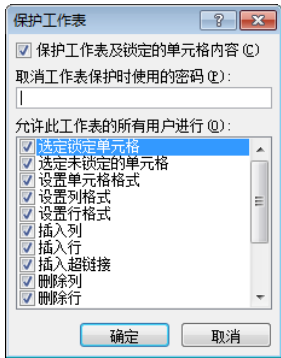 保护工作表
保护工作表及锁定的单元格内容(C)
取消工作表保护时使用的密码(P):
允许此工作表的所有用户进行(O):
选定锁定单元格
选定未锁定的单元格
设置单元格格式
设置列格式
设置行格式
插入列
插入行
插入超链接
删除列
删除行
确定 取消